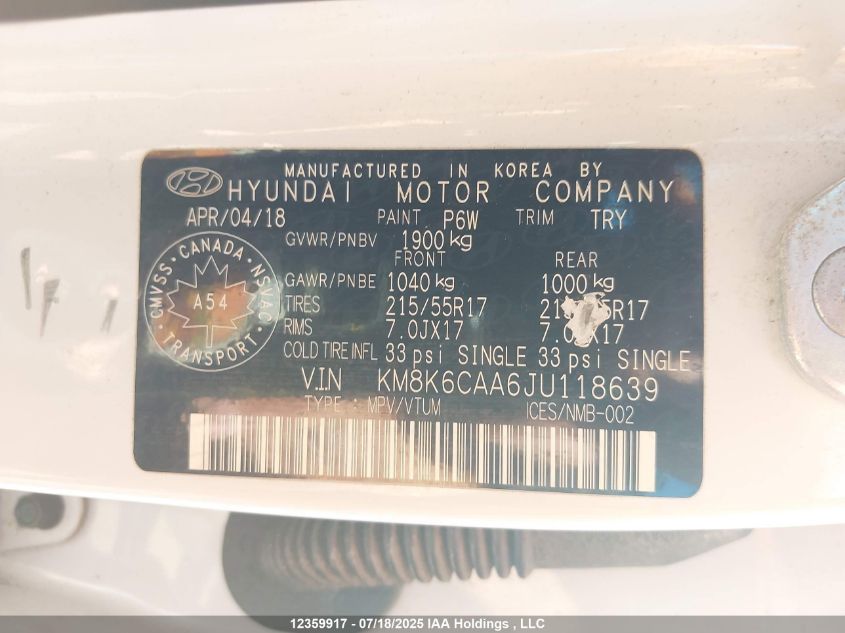 MANUFACTURED IN KOREA BY
HYUNDAI MOTOR COMPANY
APR/04/18 PAINT P6W TRIM TRY
GVWR/PNBV 1900kg
FRONT REAR
GAWR/PNBE 1040 kg 1000 kg
TIRES 215/55R17
RIMS 7.0JX17
COLD TIRE INFL 33 psi SINGLE 33 psi SINGLE
V.I.N KM8K6CAA6JU118639
TYPE : MPV/VTUM ICES/NMB-002
CMVSS · CANADA · NSVAC
A54
TRANSPORT
12359917 - 07/18/2025 IAA Holdings , LLC